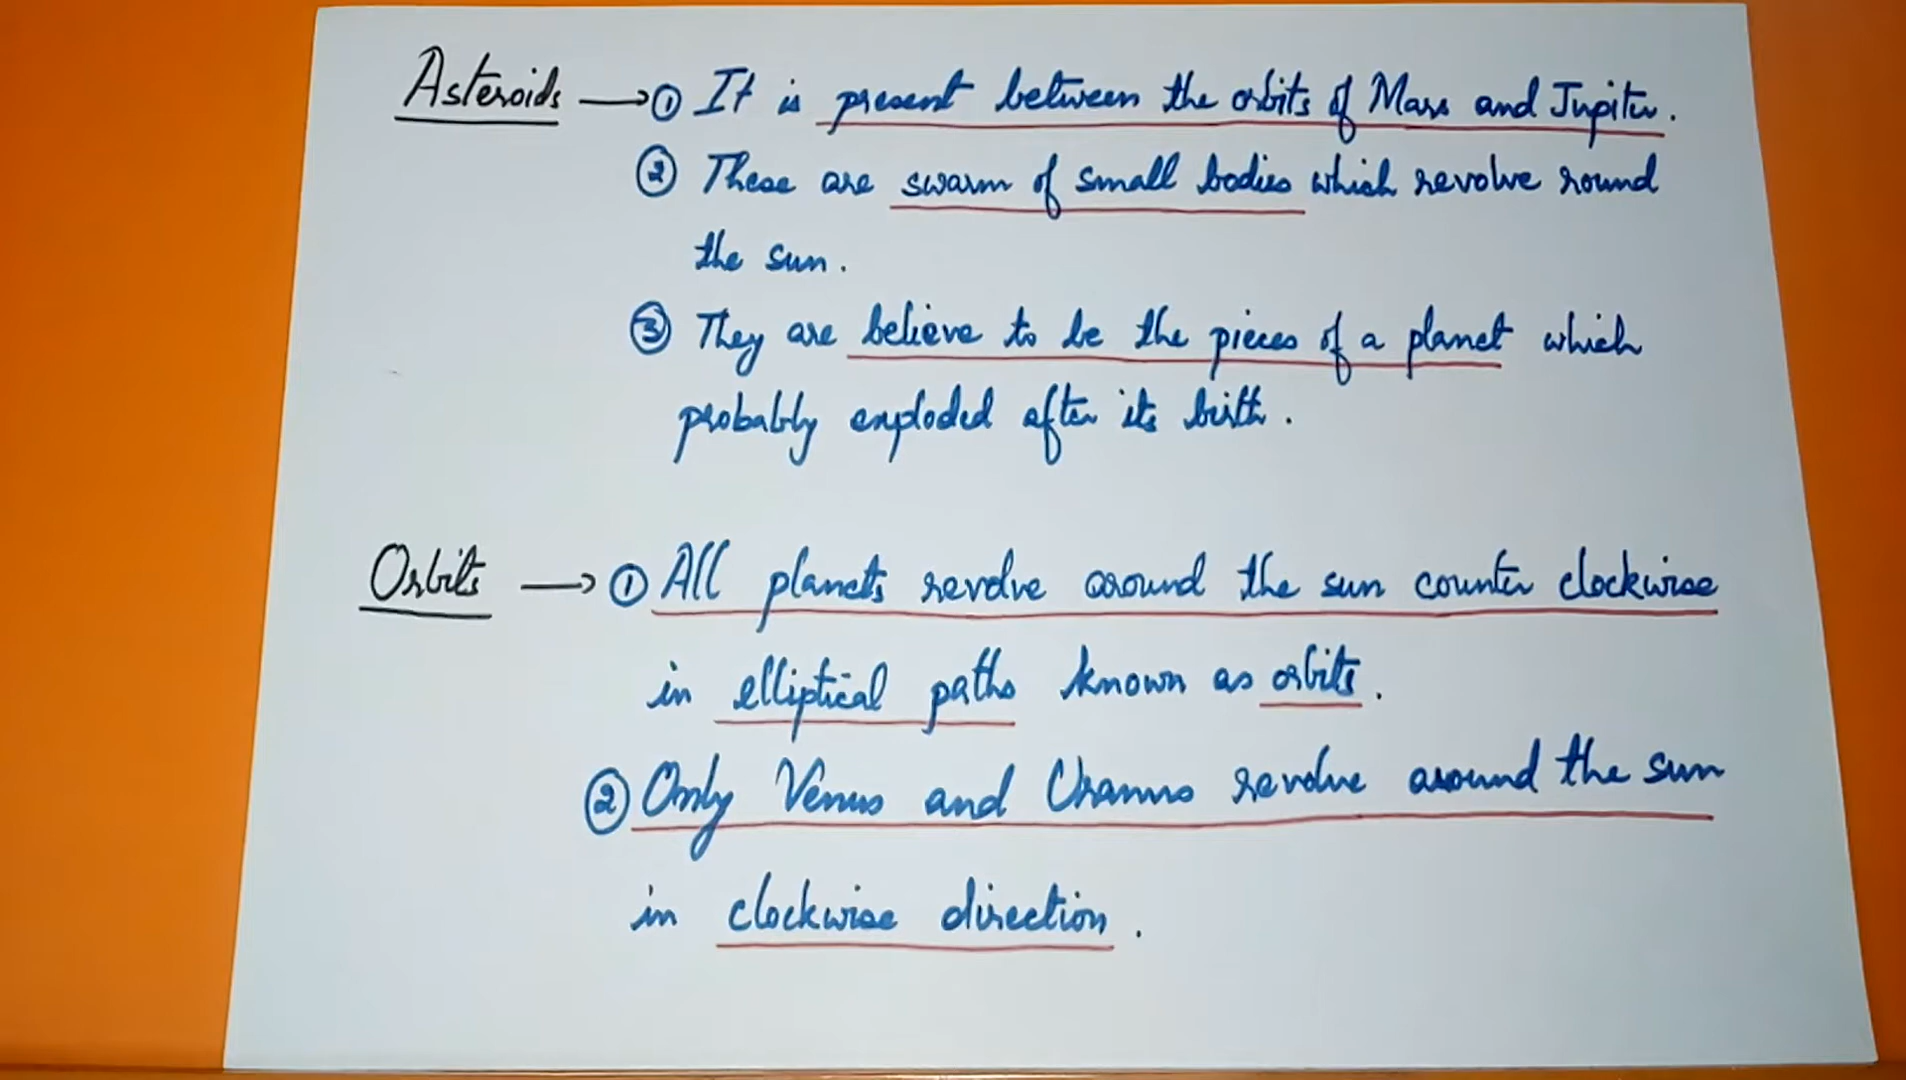 Asteroids → ① It is present between the orbits of Mars and Jupiter.
② These are swarm of small bodies which revolve round
the sun.
③ They are believe to be the pieces of a planet which
probably exploded after its birth.
Orbits → ① All planets revolve around the sun counter clockwise
in elliptical paths known as orbits.
② Only Venus and Uranus revolve around the sun
in clockwise direction.